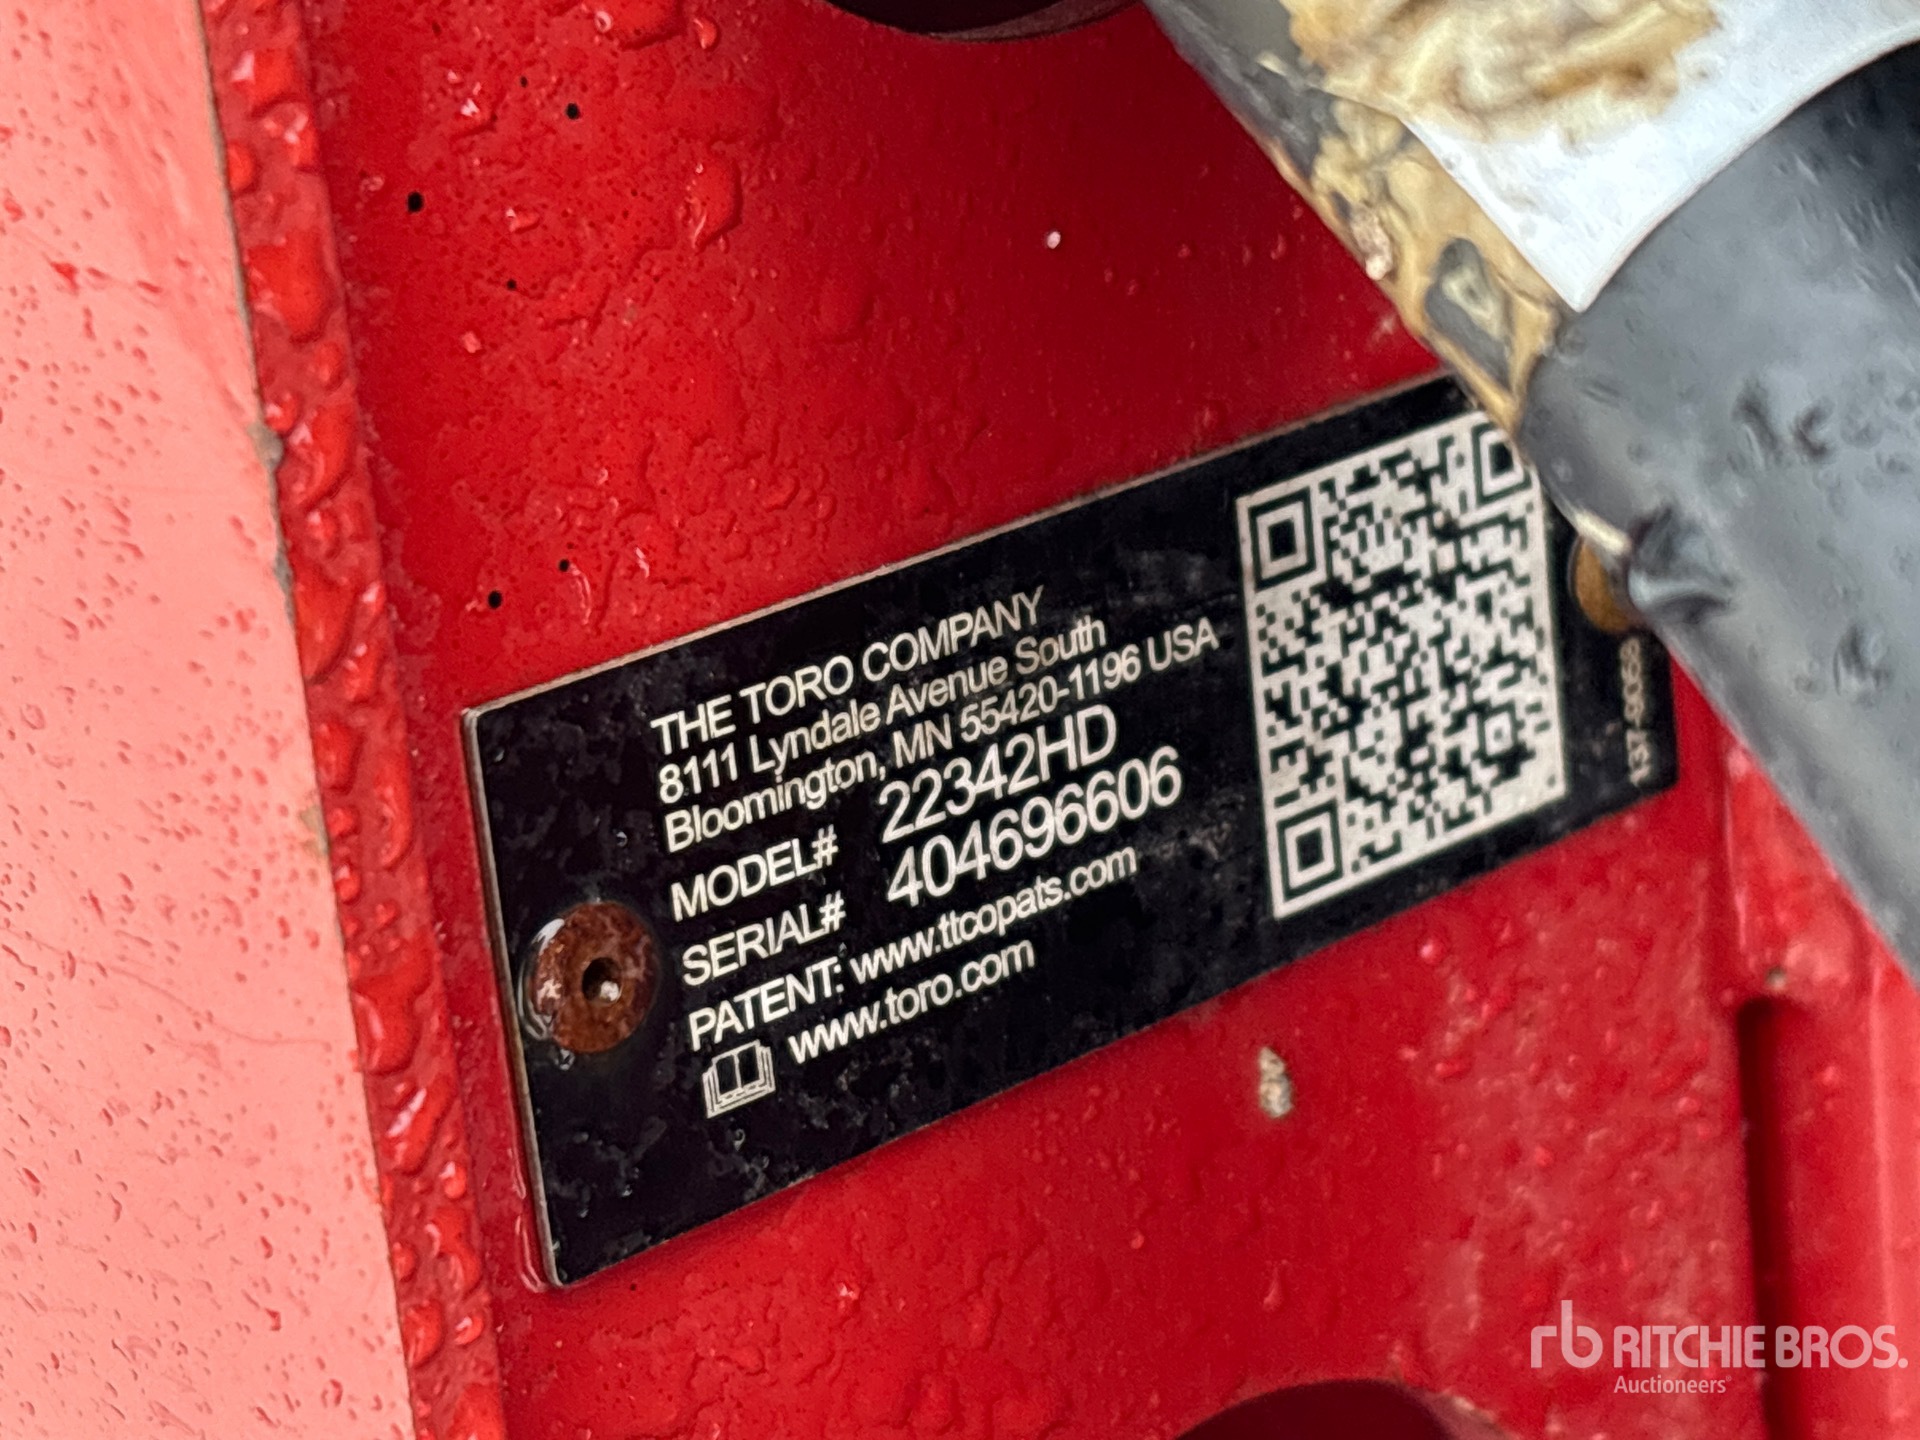 THE TORO COMPANY
8111 Lyndale Avenue South
Bloomington, MN 55420-1196 USA
MODEL# 22342HD
SERIAL# 404696606
PATENT: www.ttcopats.com
www.toro.com
137-9068
rb RITCHIE BROS.
Auctioneers